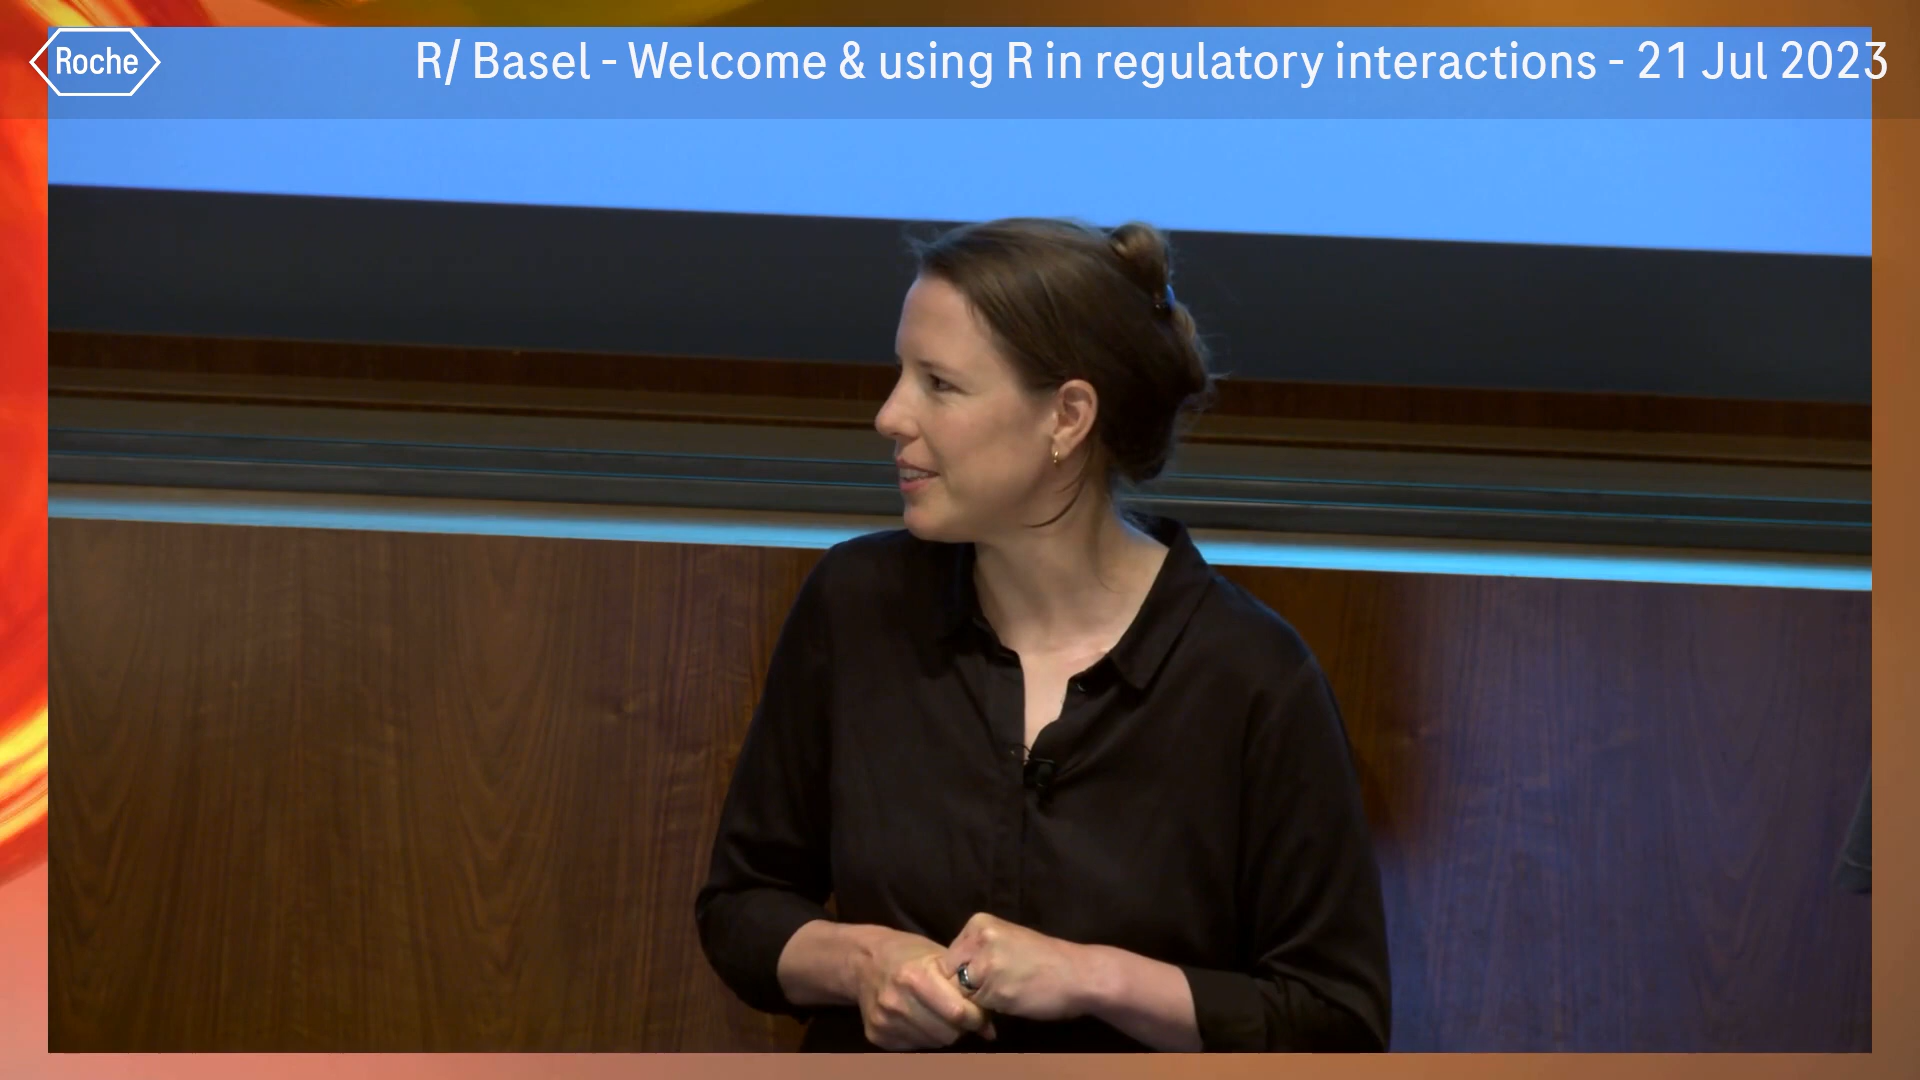 Roche
R/ Basel - Welcome & using R in regulatory interactions - 21 Jul 2023